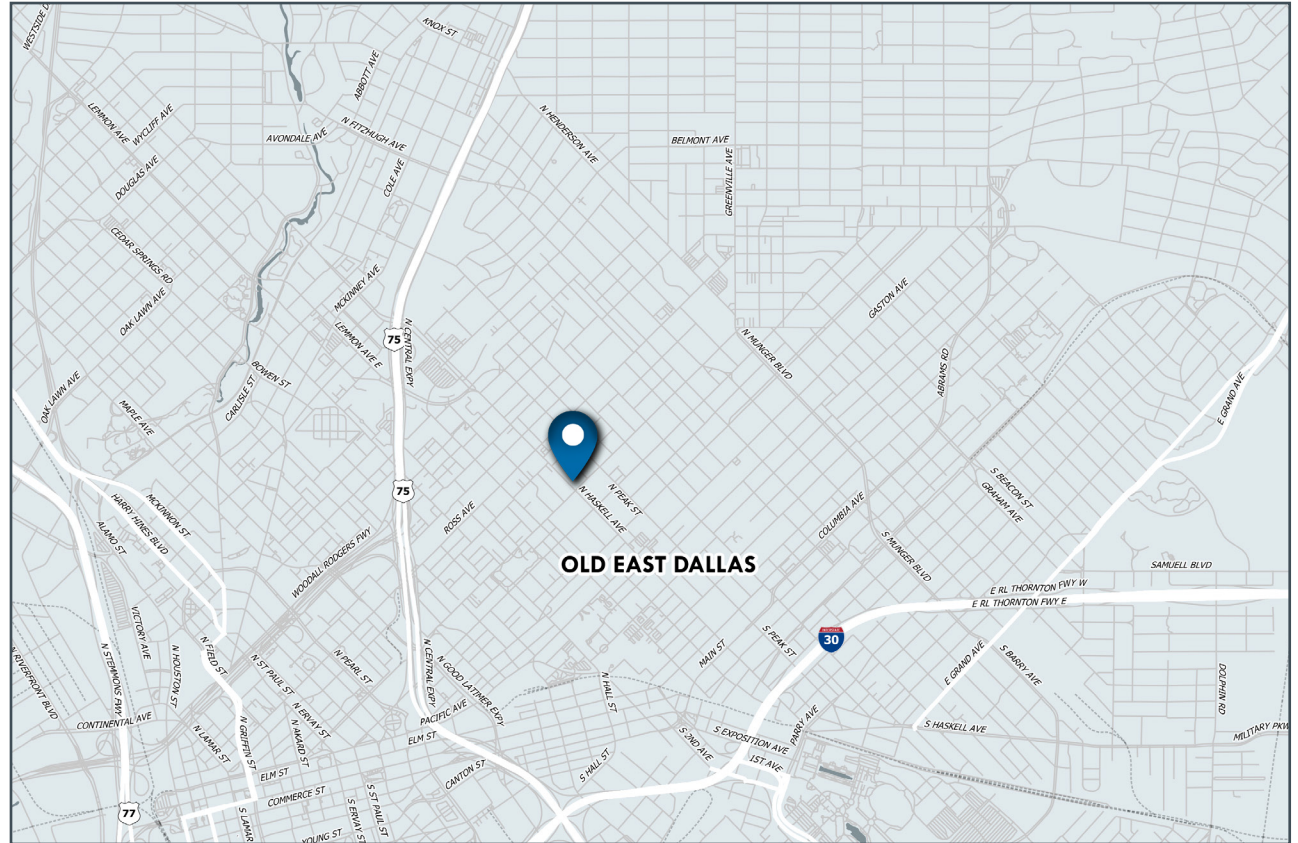 WESTSIDE D
KNOX ST
ABBOTT AVE
LEMMON AVE
WYCLIFF AVE
AVONDALE AVE
N FITZHUGH AVE
N HENDERSON AVE
BELMONT AVE
GREENVILLE AVE
DOUGLAS AVE
COLE AVE
CEDAR SPRINGS RD
OAK LAWN AVE
MCKINNEY AVE
LEMMON AVE E
75
N CENTRAL EXPY
GASTON AVE
N MUNGER BLVD
ABRAMS RD
OAK LAWN AVE
BOWEN ST
CARLISLE ST
MAPLE AVE
E GRAND AVE
75
N HASKELL AVE
N PEAK ST
ROSS AVE
COLUMBIA AVE
S BEACON ST
GRAHAM AVE
MCKINNON ST
HARRY HINES BLVD
ALAMO ST
WOODALL RODGERS FWY
OLD EAST DALLAS
S MUNGER BLVD
SAMUELL BLVD
E RL THORNTON FWY W
E RL THORNTON FWY E
VICTORY AVE
N STEMMONS FWY
N HOUSTON ST
N FIELD ST
N RIVERFRONT BLVD
N ST PAUL ST
N PEARL ST
N CENTRAL EXPY
N GOOD LATIMER EXPY
N HALL ST
MAIN ST
S PEAK ST
INTERSTATE
30
E GRAND AVE
S BARRY AVE
DOLPHIN RD
CONTINENTAL AVE
N LAMAR ST
N GRIFFIN ST
N AKARD ST
N ERVAY ST
PACIFIC AVE
ELM ST
S 2ND AVE
S EXPOSITION AVE
PARRY AVE
1ST AVE
S HASKELL AVE
MILITARY PKW
ELM ST
COMMERCE ST
CANTON ST
S HALL ST
77
S LAMAR
YOUNG ST
S ERVAY ST
S ST PAUL ST